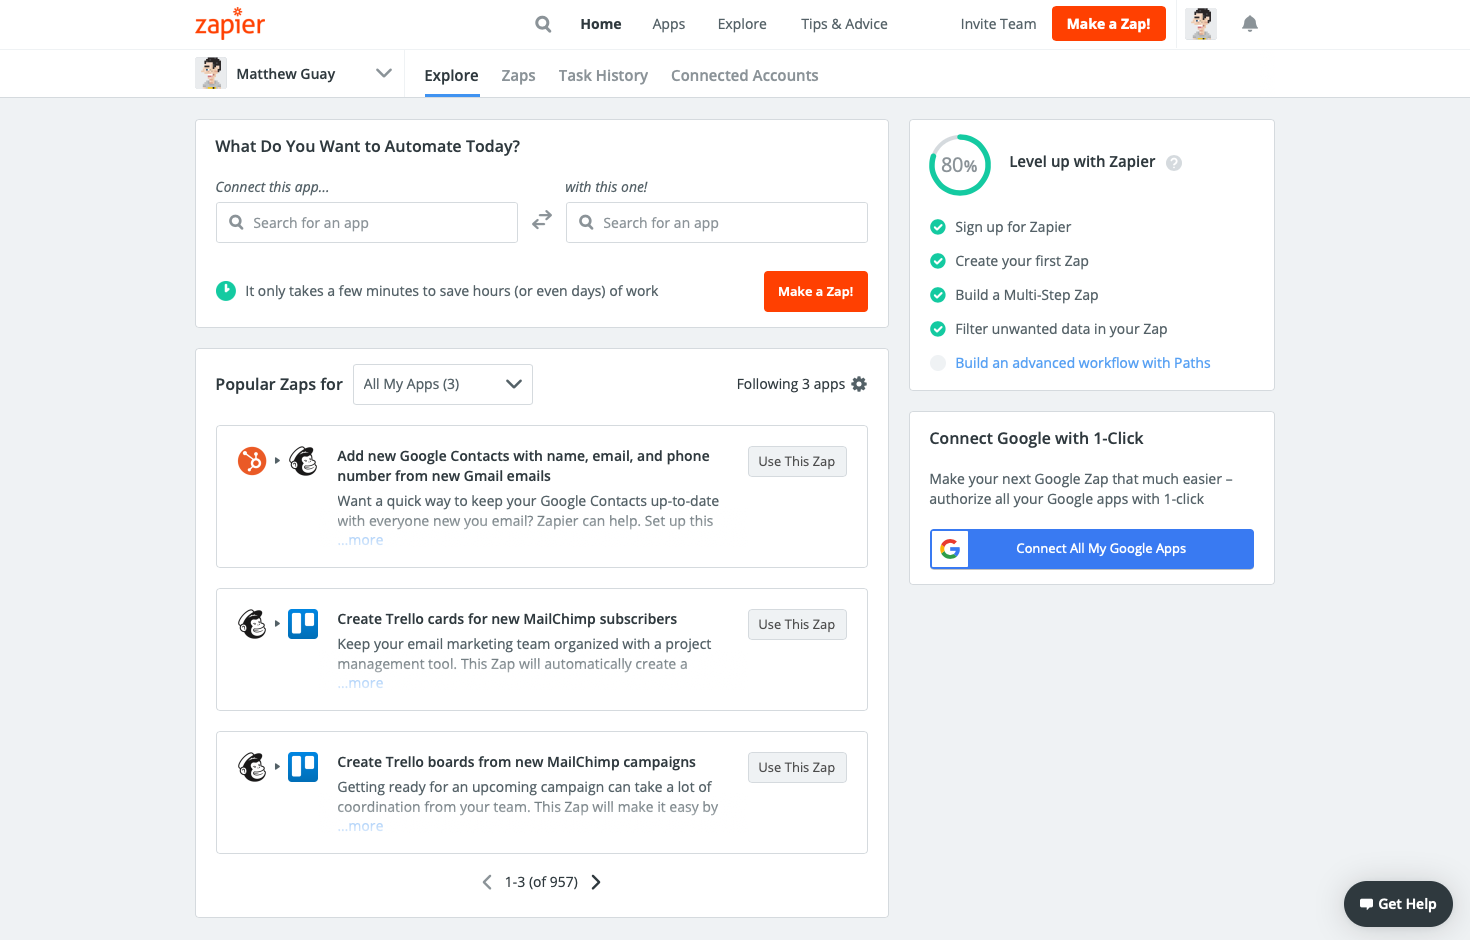 zapier
Home
Apps
Explore
Tips & Advice
Invite Team
Make a Zap!
Matthew Guay
Explore
Zaps
Task History
Connected Accounts
What Do You Want to Automate Today?
Connect this app...
with this one!
Search for an app
Search for an app
It only takes a few minutes to save hours (or even days) of work
Make a Zap!
Popular Zaps for
All My Apps (3)
Following 3 apps
Add new Google Contacts with name, email, and phone
number from new Gmail emails
Want a quick way to keep your Google Contacts up-to-date
with everyone new you email? Zapier can help. Set up this
...more
Use This Zap
Create Trello cards for new MailChimp subscribers
Keep your email marketing team organized with a project
management tool. This Zap will automatically create a
...more
Use This Zap
Create Trello boards from new MailChimp campaigns
Getting ready for an upcoming campaign can take a lot of
coordination from your team. This Zap will make it easy by
...more
Use This Zap
1-3 (of 957)
80%
Level up with Zapier
?
Sign up for Zapier
Create your first Zap
Build a Multi-Step Zap
Filter unwanted data in your Zap
Build an advanced workflow with Paths
Connect Google with 1-Click
Make your next Google Zap that much easier –
authorize all your Google apps with 1-click
Connect All My Google Apps
Get Help